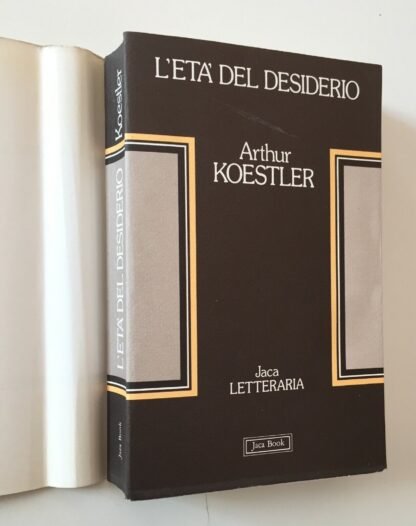 L'ETA' DEL DESIDERIO
Arthur
KOESTLER
Jaca
LETTERARIA
Jaca Book
Koestler
L'ETA' DEL DESIDERIO
Jaca Book